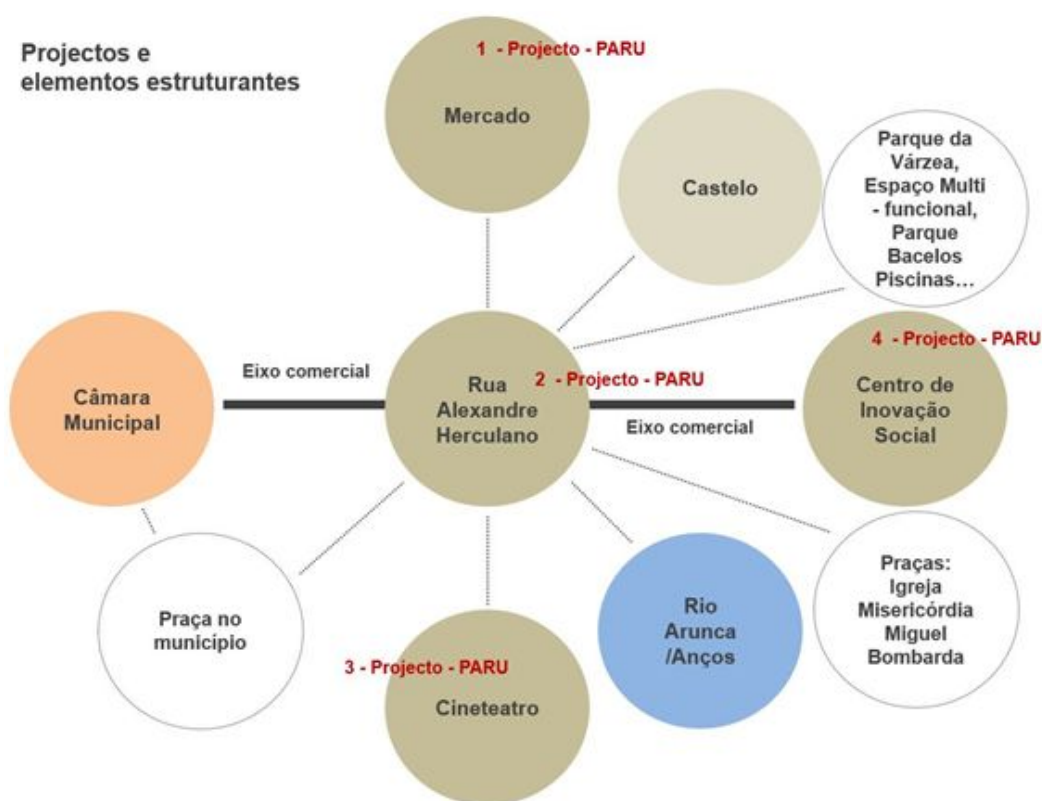 Projectos e
elementos estruturantes
1 - Projecto - PARU
Mercado
Castelo
Parque da
Várzea,
Espaço Multi
- funcional,
Parque
Bacelos
Piscinas…
Câmara
Municipal
Eixo comercial
Rua
Alexandre
Herculano
2 - Projecto - PARU
Eixo comercial
4 - Projecto - PARU
Centro de
Inovação
Social
Praça no
município
3 - Projecto - PARU
Cineteatro
Rio
Arunca
/Anços
Praças:
Igreja
Misericórdia
Miguel
Bombarda